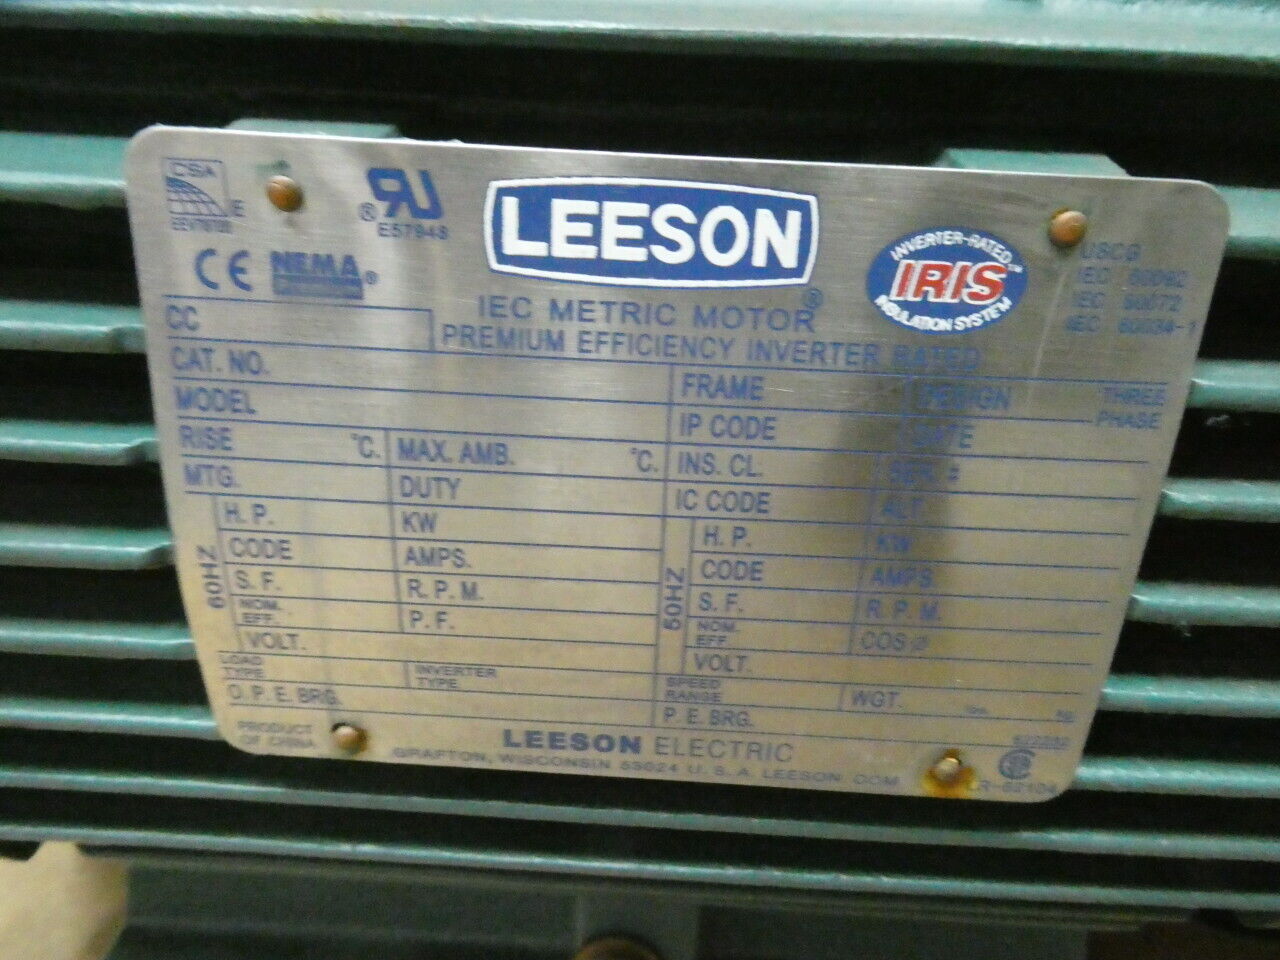 CSA
E
E57948
LEESON
INVERTER-RATED
IRIS™
INSULATION SYSTEM
USCG
IEC 60092
IEC 60072
IEC 60034-1
CE
NEMA
IEC METRIC MOTOR
PREMIUM EFFICIENCY INVERTER RATED
CC
CAT. NO.
FRAME
DESIGN
THREE
PHASE
MODEL
IP CODE
DATE
RISE °C.
MAX. AMB. °C.
INS. CL.
SER. #
MTG.
DUTY
IC CODE
ALT.
60HZ
H. P.
KW
CODE
AMPS.
S. F.
R. P. M.
NOM.
EFF.
P. F.
VOLT.
50HZ
H. P.
KW
CODE
AMPS.
S. F.
R. P. M.
NOM.
EFF.
COS Ø
VOLT.
LOAD
TYPE
INVERTER
TYPE
SPEED
RANGE
WGT.
O. P. E. BRG.
P. E. BRG.
PRODUCT
OF CHINA
LEESON ELECTRIC
GRAFTON, WISCONSIN 53024 U. S. A. LEESON. COM